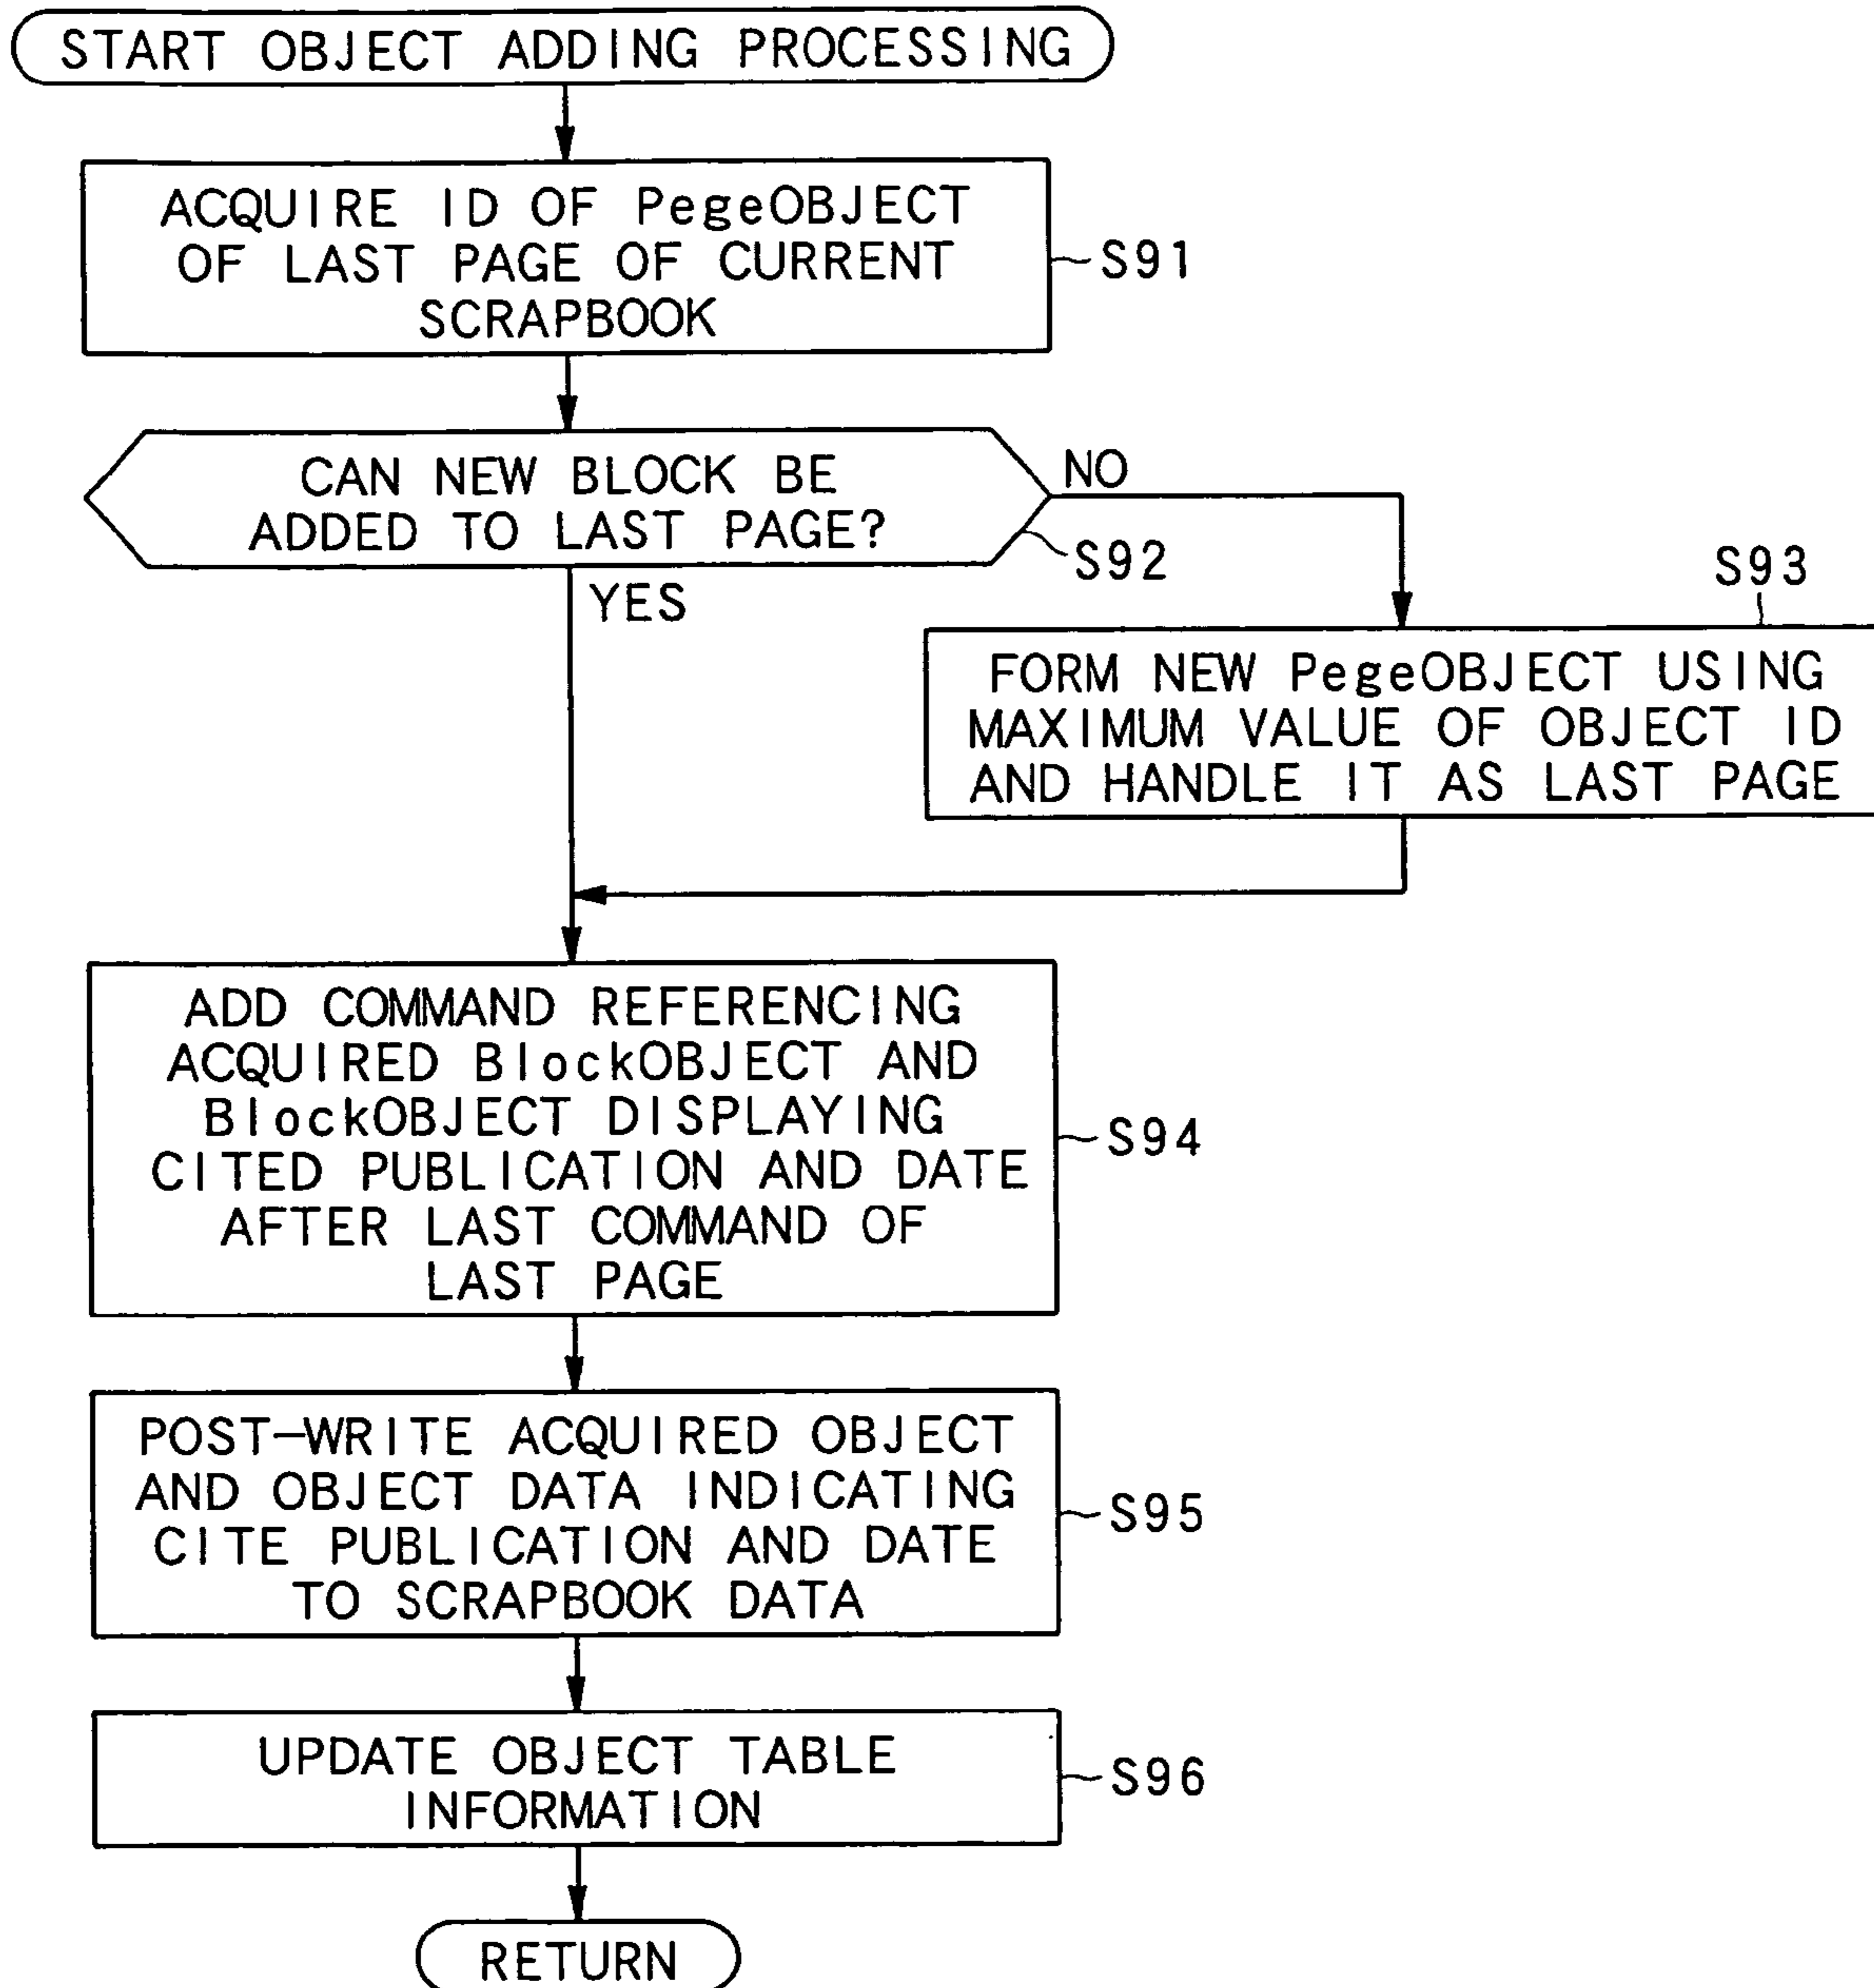 START OBJECT ADDING PROCESSING
ACQUIRE ID OF PegeOBJECT
OF LAST PAGE OF CURRENT
SCRAPBOOK
S91
CAN NEW BLOCK BE
ADDED TO LAST PAGE?
NO
S92
YES
S93
FORM NEW PegeOBJECT USING
MAXIMUM VALUE OF OBJECT ID
AND HANDLE IT AS LAST PAGE
ADD COMMAND REFERENCING
ACQUIRED BlockOBJECT AND
BlockOBJECT DISPLAYING
CITED PUBLICATION AND DATE
AFTER LAST COMMAND OF
LAST PAGE
S94
POST-WRITE ACQUIRED OBJECT
AND OBJECT DATA INDICATING
CITE PUBLICATION AND DATE
TO SCRAPBOOK DATA
S95
UPDATE OBJECT TABLE
INFORMATION
S96
RETURN